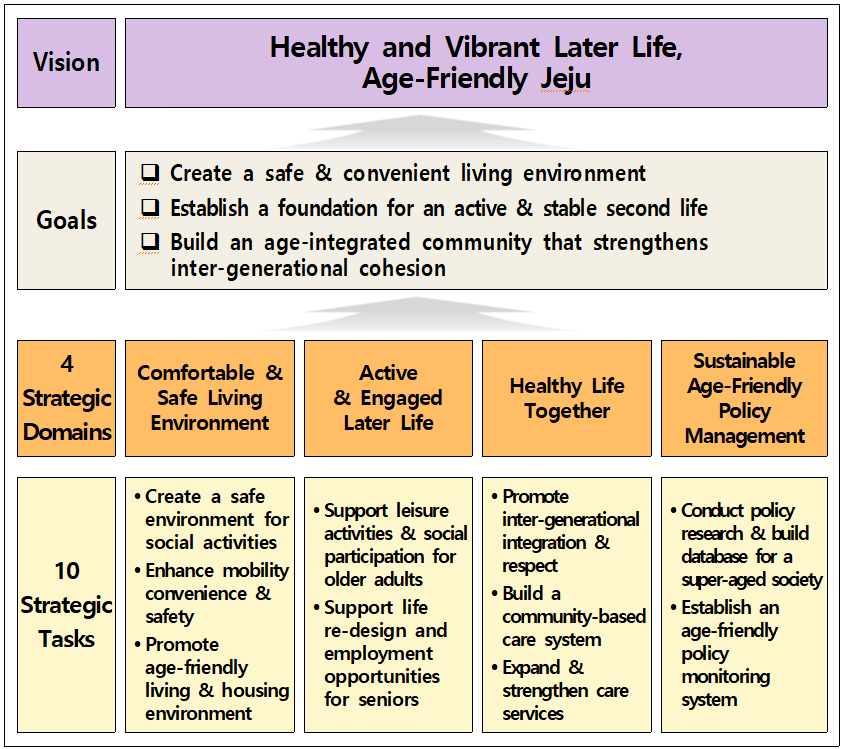 Vision
Healthy and Vibrant Later Life,
Age-Friendly Jeju
Goals
❑ Create a safe & convenient living environment
❑ Establish a foundation for an active & stable second life
❑ Build an age-integrated community that strengthens
inter-generational cohesion
4
Strategic
Domains
Comfortable &
Safe Living
Environment
Active
& Engaged
Later Life
Healthy Life
Together
Sustainable
Age-Friendly
Policy
Management
10
Strategic
Tasks
• Create a safe
environment for
social activities
• Enhance mobility
convenience &
safety
• Promote
age-friendly
living & housing
environment
• Support leisure
activities & social
participation for
older adults
• Support life
re-design and
employment
opportunities
for seniors
• Promote
inter-generational
integration &
respect
• Build a
community-based
care system
• Expand &
strengthen care
services
• Conduct policy
research & build
database for a
super-aged society
• Establish an
age-friendly
policy
monitoring
system